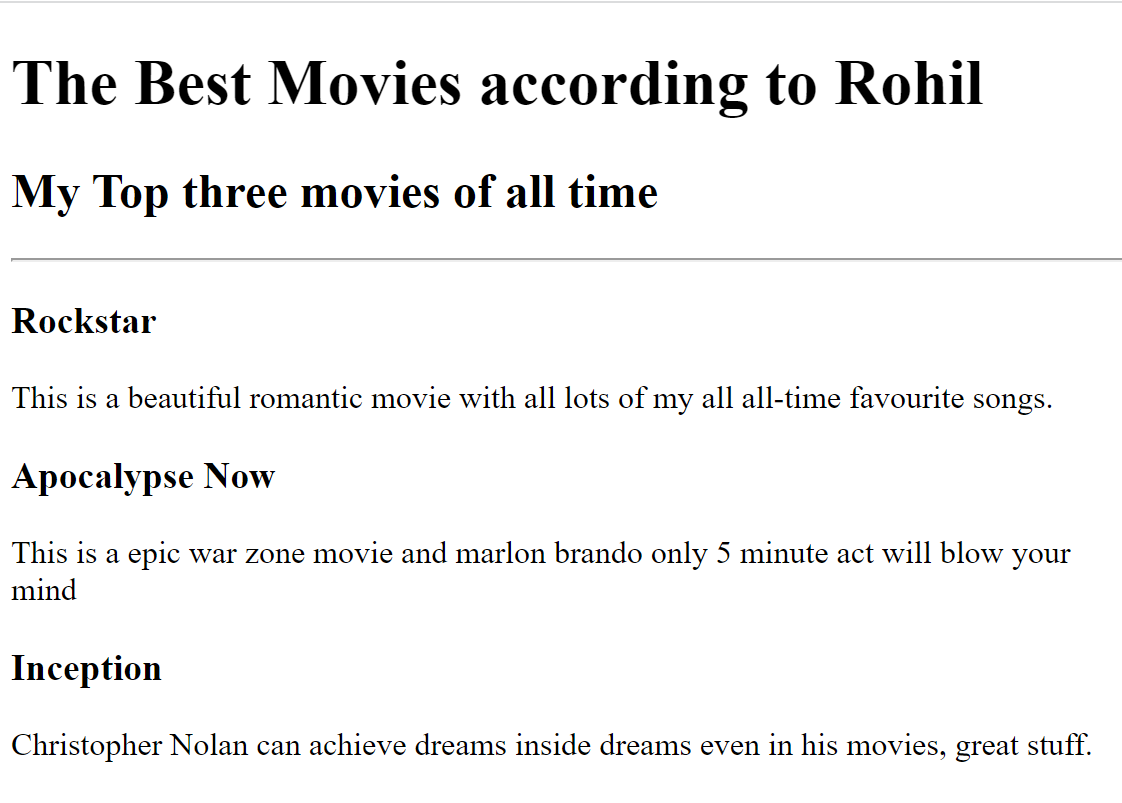 The Best Movies according to Rohil
My Top three movies of all time
Rockstar
This is a beautiful romantic movie with all lots of my all all-time favourite songs.
Apocalypse Now
This is a epic war zone movie and marlon brando only 5 minute act will blow your
mind
Inception
Christopher Nolan can achieve dreams inside dreams even in his movies, great stuff.